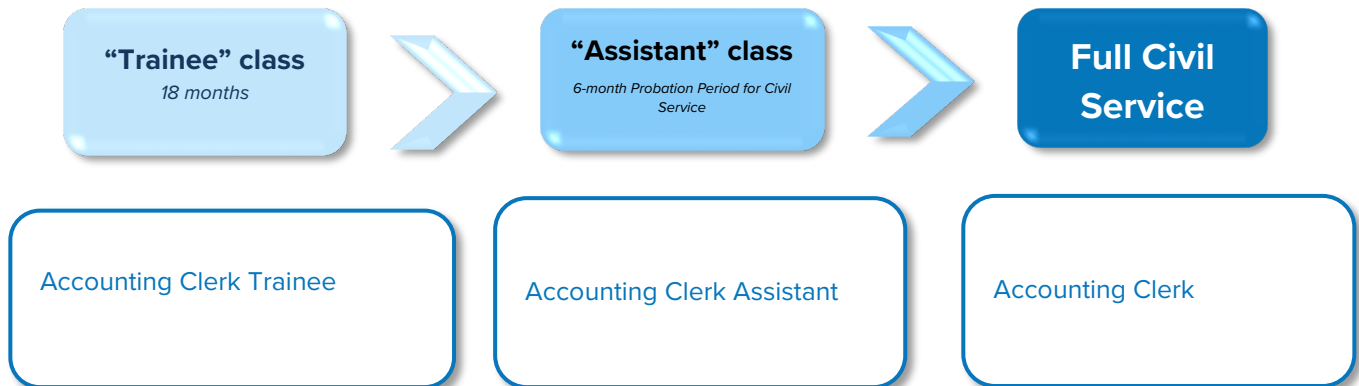 “Trainee” class
18 months
“Assistant” class
6-month Probation Period for Civil
Service
Full Civil
Service
Accounting Clerk Trainee
Accounting Clerk Assistant
Accounting Clerk